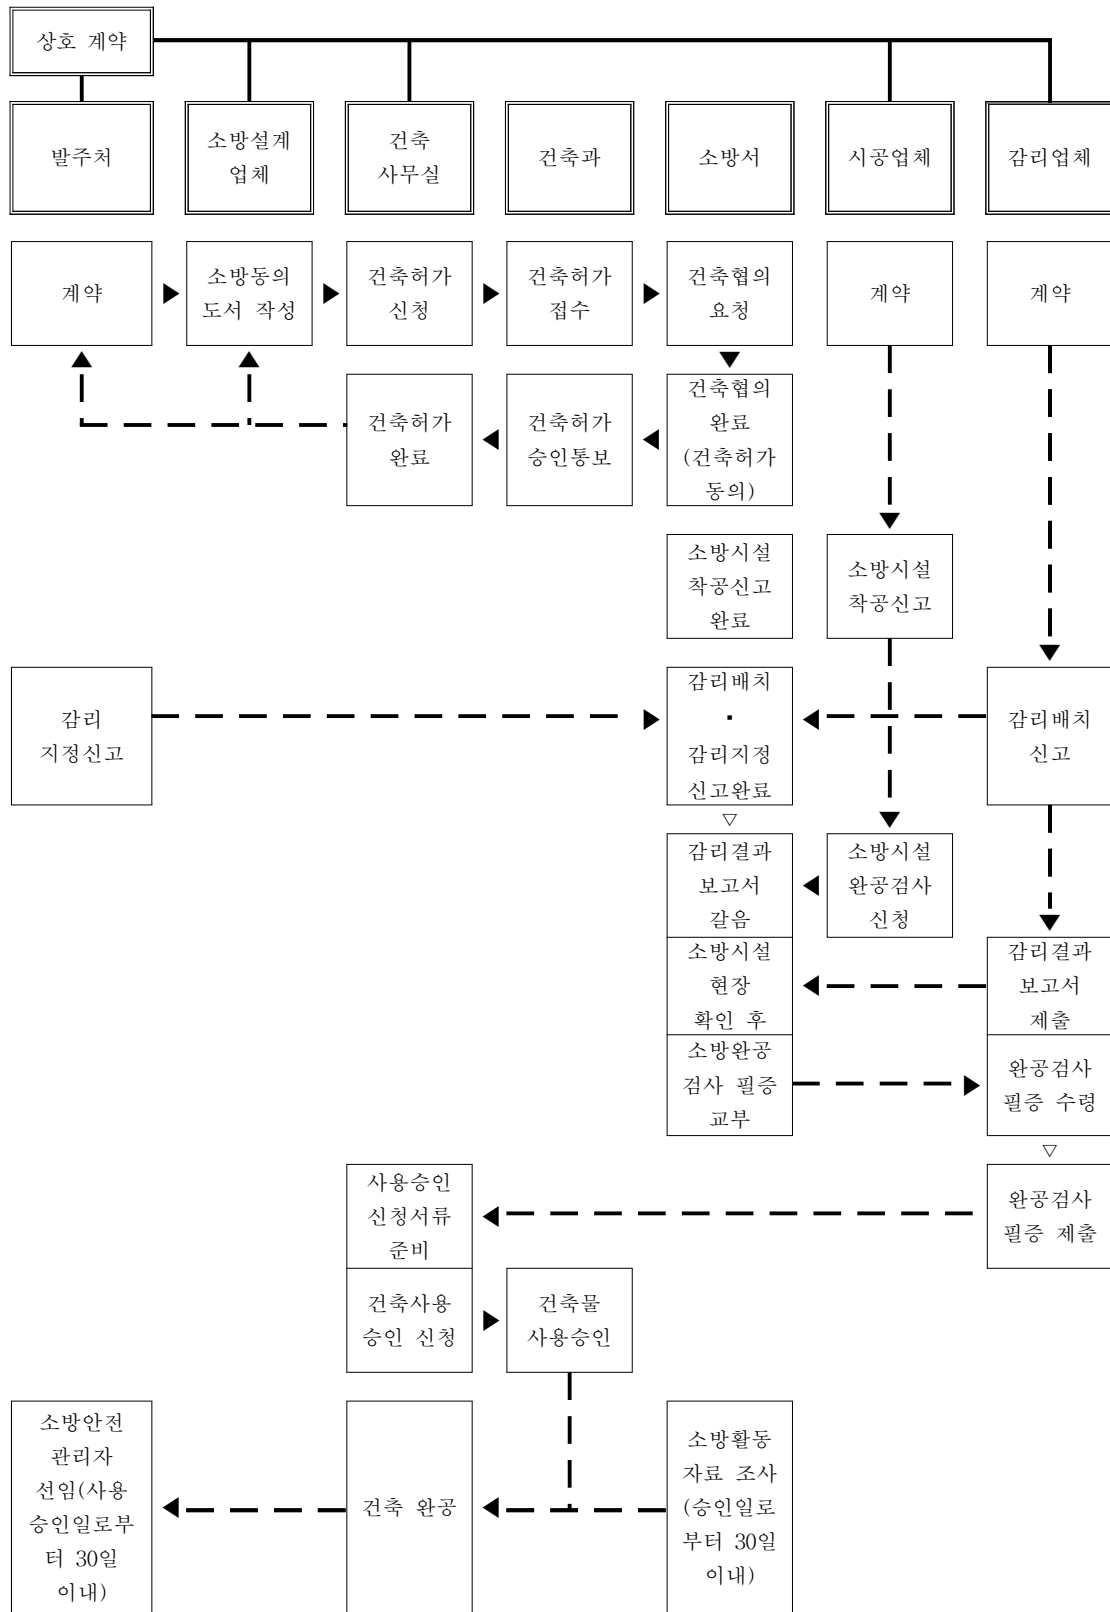 상호 계약
발주처
소방설계
업체
건축
사무실
건축과
소방서
시공업체
감리업체
계약
소방동의
도서 작성
건축허가
신청
건축허가
접수
건축협의
요청
계약
계약
건축허가
완료
건축허가
승인통보
건축협의
완료
(건축허가
동의)
소방시설
착공신고
완료
소방시설
착공신고
감리
지정신고
감리배치
·
감리지정
신고완료
감리배치
신고
감리결과
보고서
갈음
소방시설
완공검사
신청
소방시설
현장
확인 후
감리결과
보고서
제출
소방완공
검사 필증
교부
완공검사
필증 수령
사용승인
신청서류
준비
완공검사
필증 제출
건축사용
승인 신청
건축물
사용승인
소방안전
관리자
선임(사용
승인일로부
터 30일
이내)
건축 완공
소방활동
자료 조사
(승인일로
부터 30일
이내)